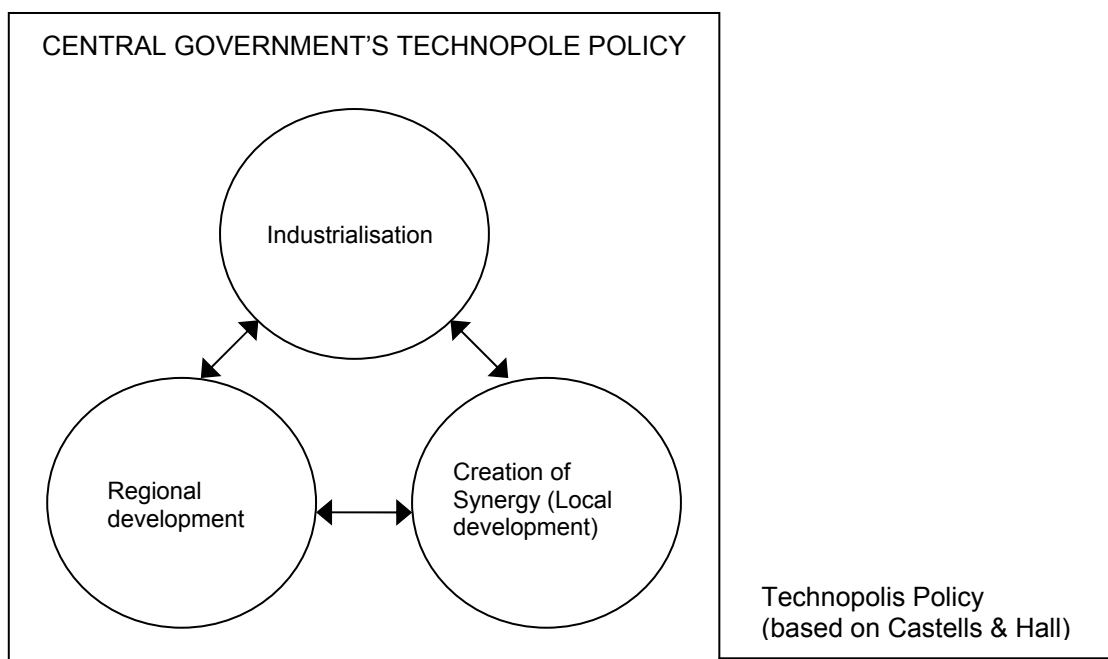 CENTRAL GOVERNMENT’S TECHNOPOLE POLICY
Industrialisation
Regional
development
Creation of
Synergy (Local
development)
Technopolis Policy
(based on Castells & Hall)